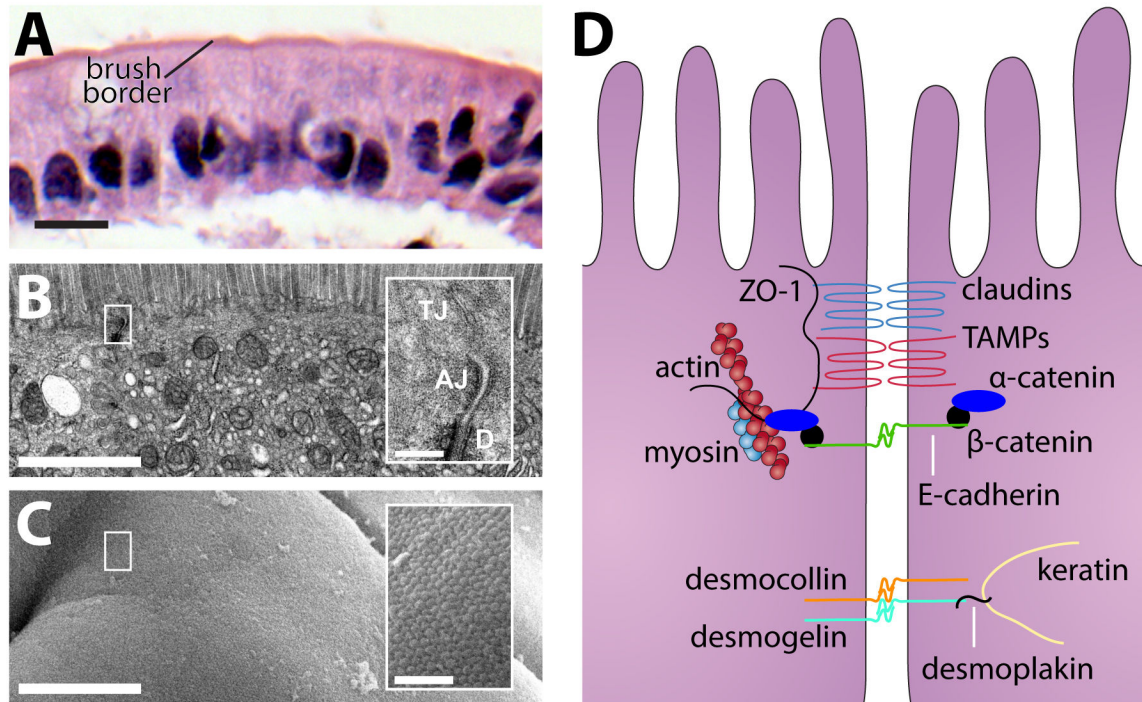 A
brush
border
B
TJ
AJ
D
C
D
ZO-1
claudins
TAMPs
actin
α-catenin
myosin
β-catenin
E-cadherin
desmocollin
keratin
desmogelin
desmoplakin